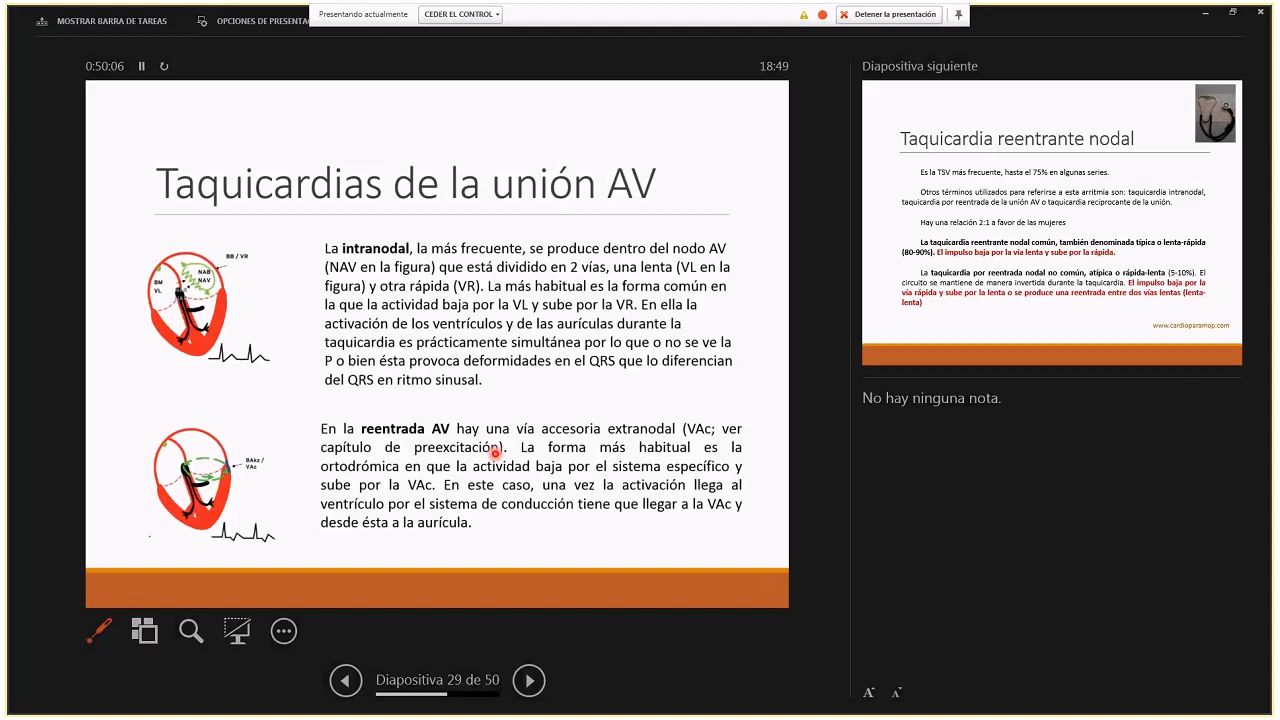 MOSTRAR BARRA DE TAREAS
OPCIONES DE PRESENTA
Presentando actualmente
CEDER EL CONTROL
Detener la presentación
0:50:06
18:49
Taquicardias de la unión AV
BB / VR
NAB
NAV
BM
VL
La intranodal, la más frecuente, se produce dentro del nodo AV
(NAV en la figura) que está dividido en 2 vías, una lenta (VL en la
figura) y otra rápida (VR). La más habitual es la forma común en
la que la actividad baja por la VL y sube por la VR. En ella la
activación de los ventrículos y de las aurículas durante la
taquicardia es prácticamente simultánea por lo que o no se ve la
P o bien ésta provoca deformidades en el QRS que lo diferencian
del QRS en ritmo sinusal.
BAkz /
VAc
En la reentrada AV hay una vía accesoria extranodal (VAc; ver
capítulo de preexcitación). La forma más habitual es la
ortodrómica en que la actividad baja por el sistema específico y
sube por la VAc. En este caso, una vez la activación llega al
ventrículo por el sistema de conducción tiene que llegar a la VAc y
desde ésta a la aurícula.
Diapositiva 29 de 50
Diapositiva siguiente
Taquicardia reentrante nodal
Es la TSV más frecuente, hasta el 75% en algunas series.
Otros términos utilizados para referirse a esta arritmia son: taquicardia intranodal,
taquicardia por reentrada de la unión AV o taquicardia reciprocante de la unión.
Hay una relación 2:1 a favor de las mujeres
La taquicardia reentrante nodal común, también denominada típica o lenta-rápida
(80-90%). El impulso baja por la vía lenta y sube por la rápida.
La taquicardia por reentrada nodal no común, atípica o rápida-lenta (5-10%). El
circuito se mantiene de manera invertida durante la taquicardia. El impulso baja por la
vía rápida y sube por la lenta o se produce una reentrada entre dos vías lentas (lenta-
lenta)
www.cardioparamap.com
No hay ninguna nota.
A A